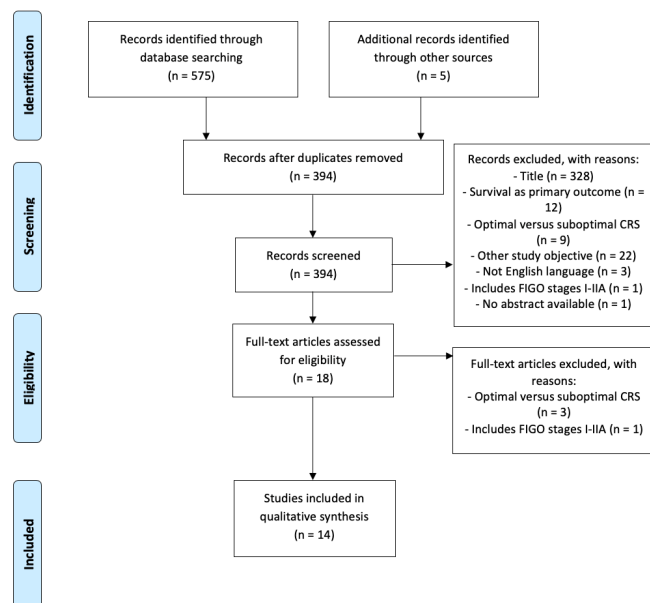 Identification
Records identified through
database searching
(n = 575)
Additional records identified
through other sources
(n = 5)
Records after duplicates removed
(n = 394)
Screening
Records screened
(n = 394)
Records excluded, with reasons:
- Title (n = 328)
- Survival as primary outcome (n =
12)
- Optimal versus suboptimal CRS
(n = 9)
- Other study objective (n = 22)
- Not English language (n = 3)
- Includes FIGO stages I-IIA (n = 1)
- No abstract available (n = 1)
Eligibility
Full-text articles assessed
for eligibility
(n = 18)
Full-text articles excluded, with
reasons:
- Optimal versus suboptimal CRS
(n = 3)
- Includes FIGO stages I-IIA (n = 1)
Included
Studies included in
qualitative synthesis
(n = 14)